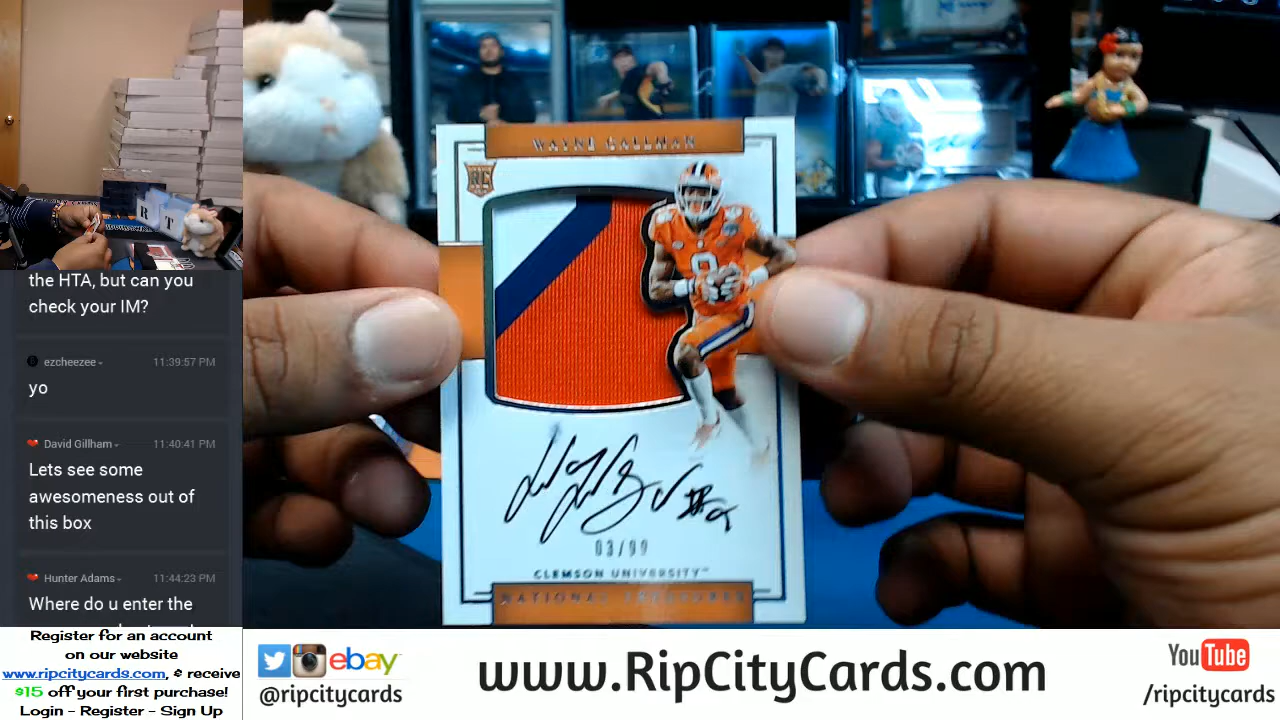 the HTA, but can you
check your IM?
ezcheezee 11:39:57 PM
yo
David Gillham 11:40:41 PM
Lets see some
awesomeness out of
this box
Hunter Adams 11:44:23 PM
Where do u enter the
Register for an account
on our website
www.ripcitycards.com, & receive
$15 off your first purchase!
Login - Register - Sign Up
R T
WAYNE GALLMAN
RC
#9
03/99
CLEMSON UNIVERSITY™
NATIONAL TREASURES
ebay
@ripcitycards
www.RipCityCards.com
YouTube
/ripcitycards